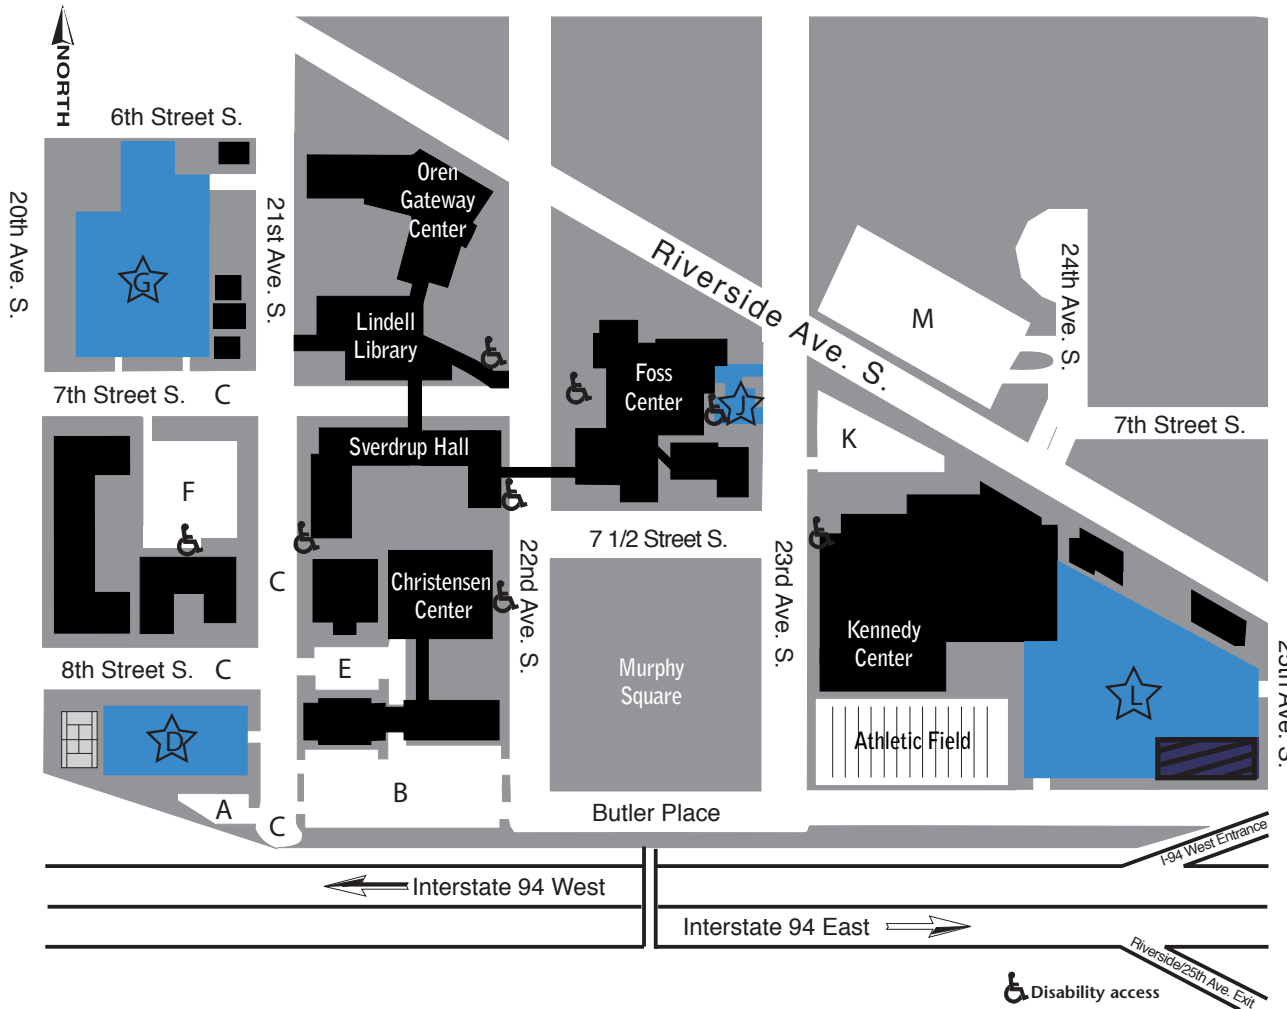 NORTH
6th Street S.
20th Ave. S.
21st Ave. S.
G
Oren
Gateway
Center
Lindell
Library
Riverside Ave. S.
M
24th Ave. S.
7th Street S.
C
Foss
Center
J
K
7th Street S.
Sverdrup Hall
F
C
Christensen
Center
22nd Ave. S.
7 1/2 Street S.
23rd Ave. S.
Kennedy
Center
8th Street S.
C
E
Murphy
Square
L
25th Ave. S.
D
Athletic Field
A
B
C
Butler Place
I-94 West Entrance
Interstate 94 West
Interstate 94 East
Riverside/25th Ave. Exit
Disability access